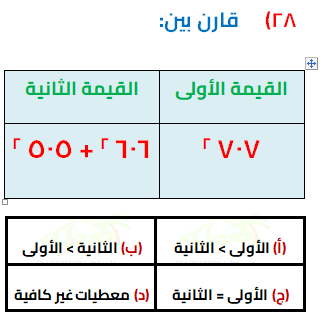 ٢٨) قارن بين:
القيمة الأولى القيمة الثانية
٧٠٧ ٢ ٦٠٦ ٢ + ٥٠٥ ٢
(أ) الأولى > الثانية (ب) الثانية > الأولى
(ج) الأولى = الثانية (د) معطيات غير كافية